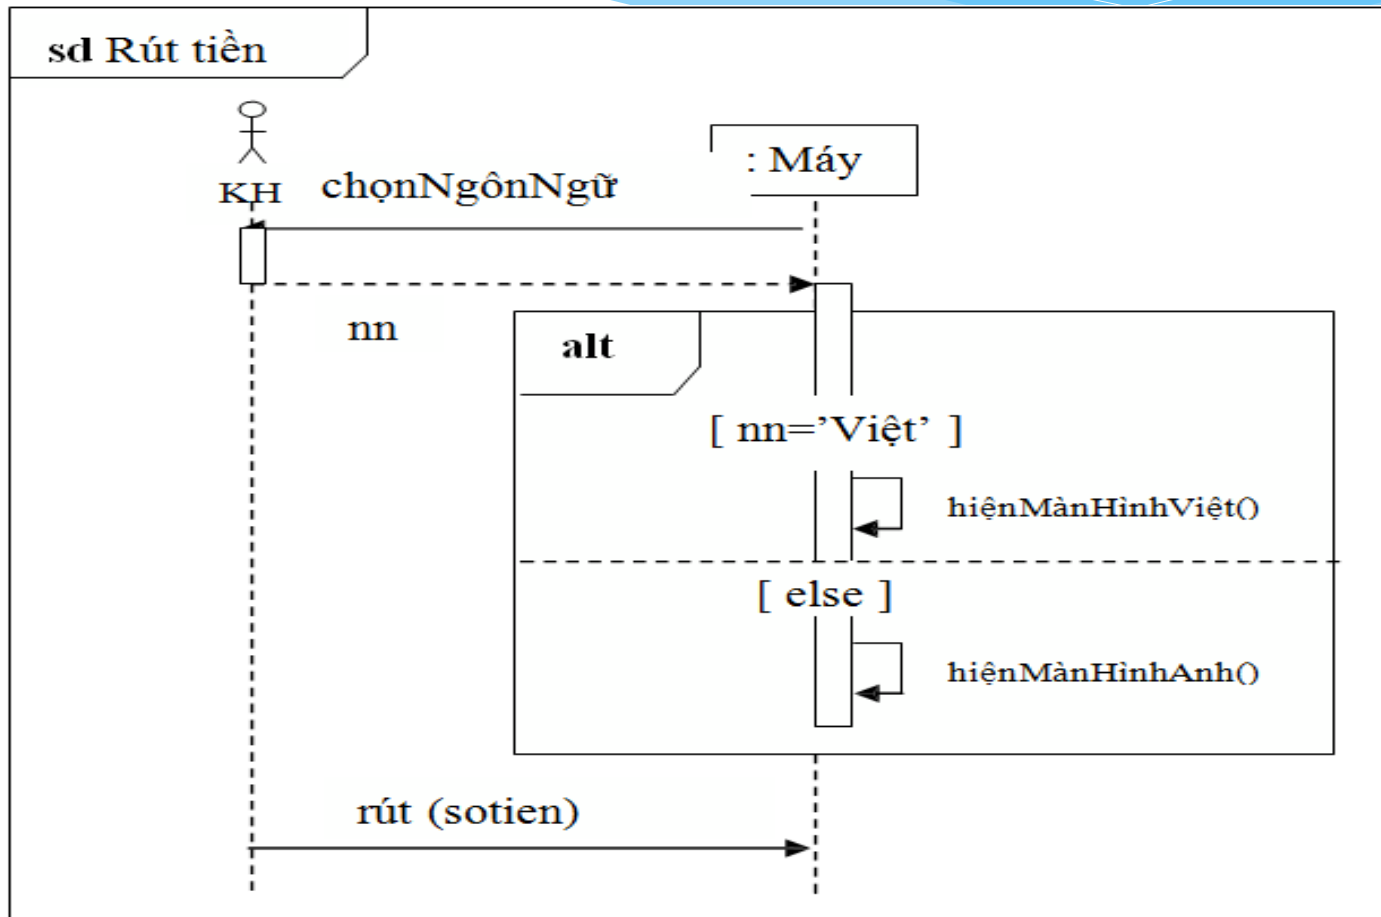 sd Rút tiền
: Máy
KH
chọnNgônNgữ
nn
alt
[ nn=’Việt’ ]
hiệnMànHìnhViệt()
[ else ]
hiệnMànHìnhAnh()
rút (sotien)